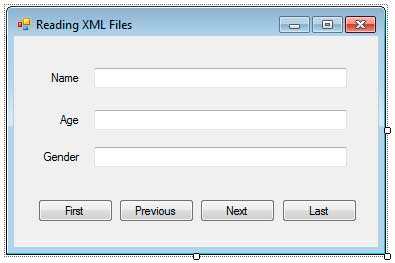 Reading XML Files
Name
Age
Gender
First Previous Next Last